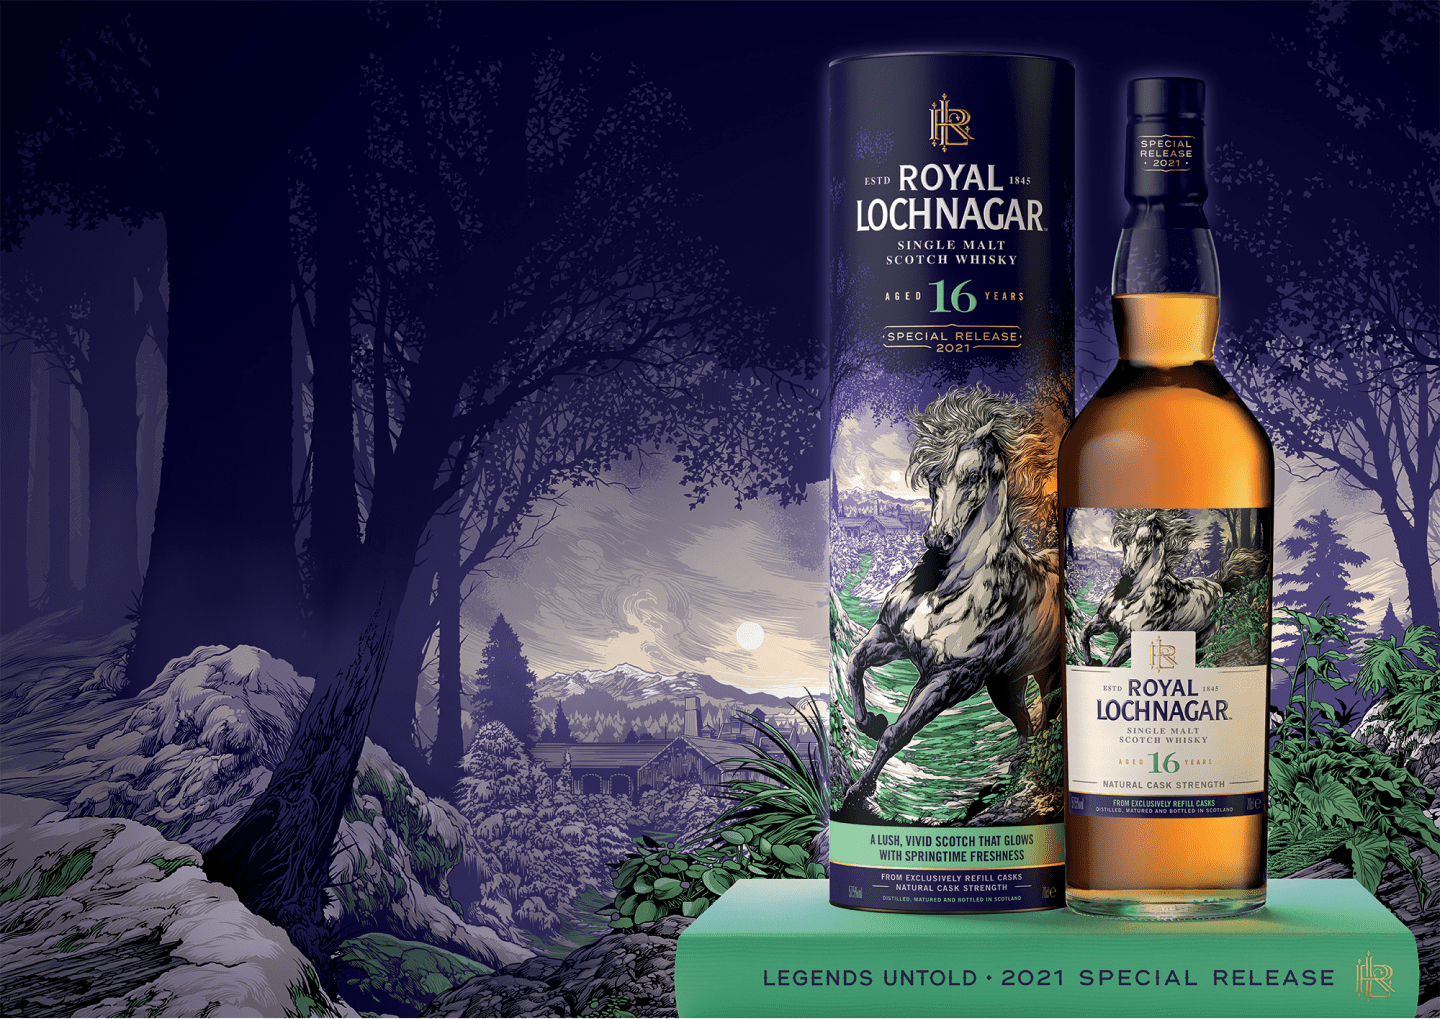 ROYAL
ESTD 1845
LOCHNAGAR
SINGLE MALT
SCOTCH WHISKY
AGED 16 YEARS
·SPECIAL RELEASE·
2021
A LUSH, VIVID SCOTCH THAT GLOWS
WITH SPRINGTIME FRESHNESS
FROM EXCLUSIVELY REFILL CASKS
NATURAL CASK STRENGTH
DISTILLED, MATURED AND BOTTLED IN SCOTLAND
70cl e
SPECIAL
RELEASE
· 2021 ·
ESTD ROYAL 1845
LOCHNAGAR
SINGLE MALT
SCOTCH WHISKY
AGED 16 YEARS
NATURAL CASK STRENGTH
FROM EXCLUSIVELY REFILL CASKS
DISTILLED, MATURED AND BOTTLED IN SCOTLAND
70cl e
LEGENDS UNTOLD · 2021 SPECIAL RELEASE